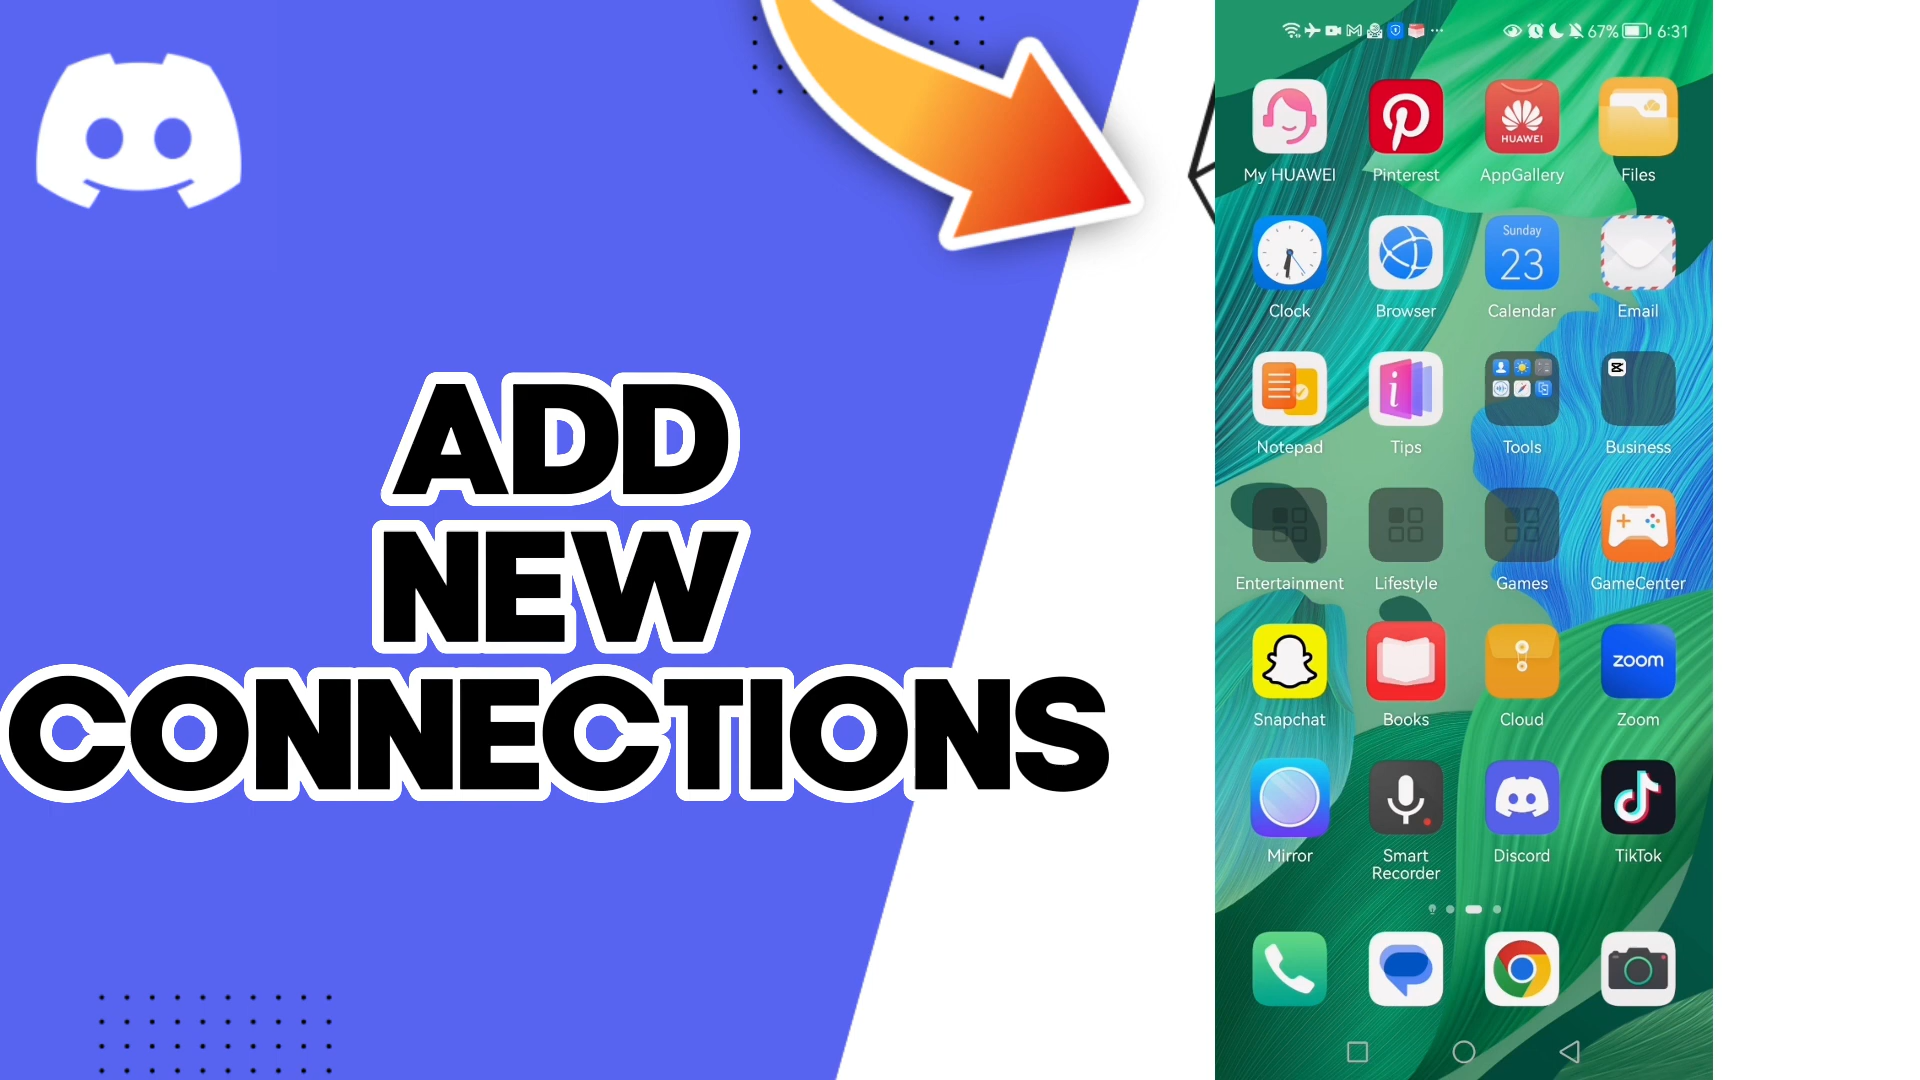 ADD
NEW
CONNECTIONS
67% 6:31
HUAWEI
My HUAWEI Pinterest AppGallery Files
Sunday
23
Clock Browser Calendar Email
Notepad Tips Tools Business
Entertainment Lifestyle Games GameCenter
zoom
Snapchat Books Cloud Zoom
Mirror Smart Recorder Discord TikTok